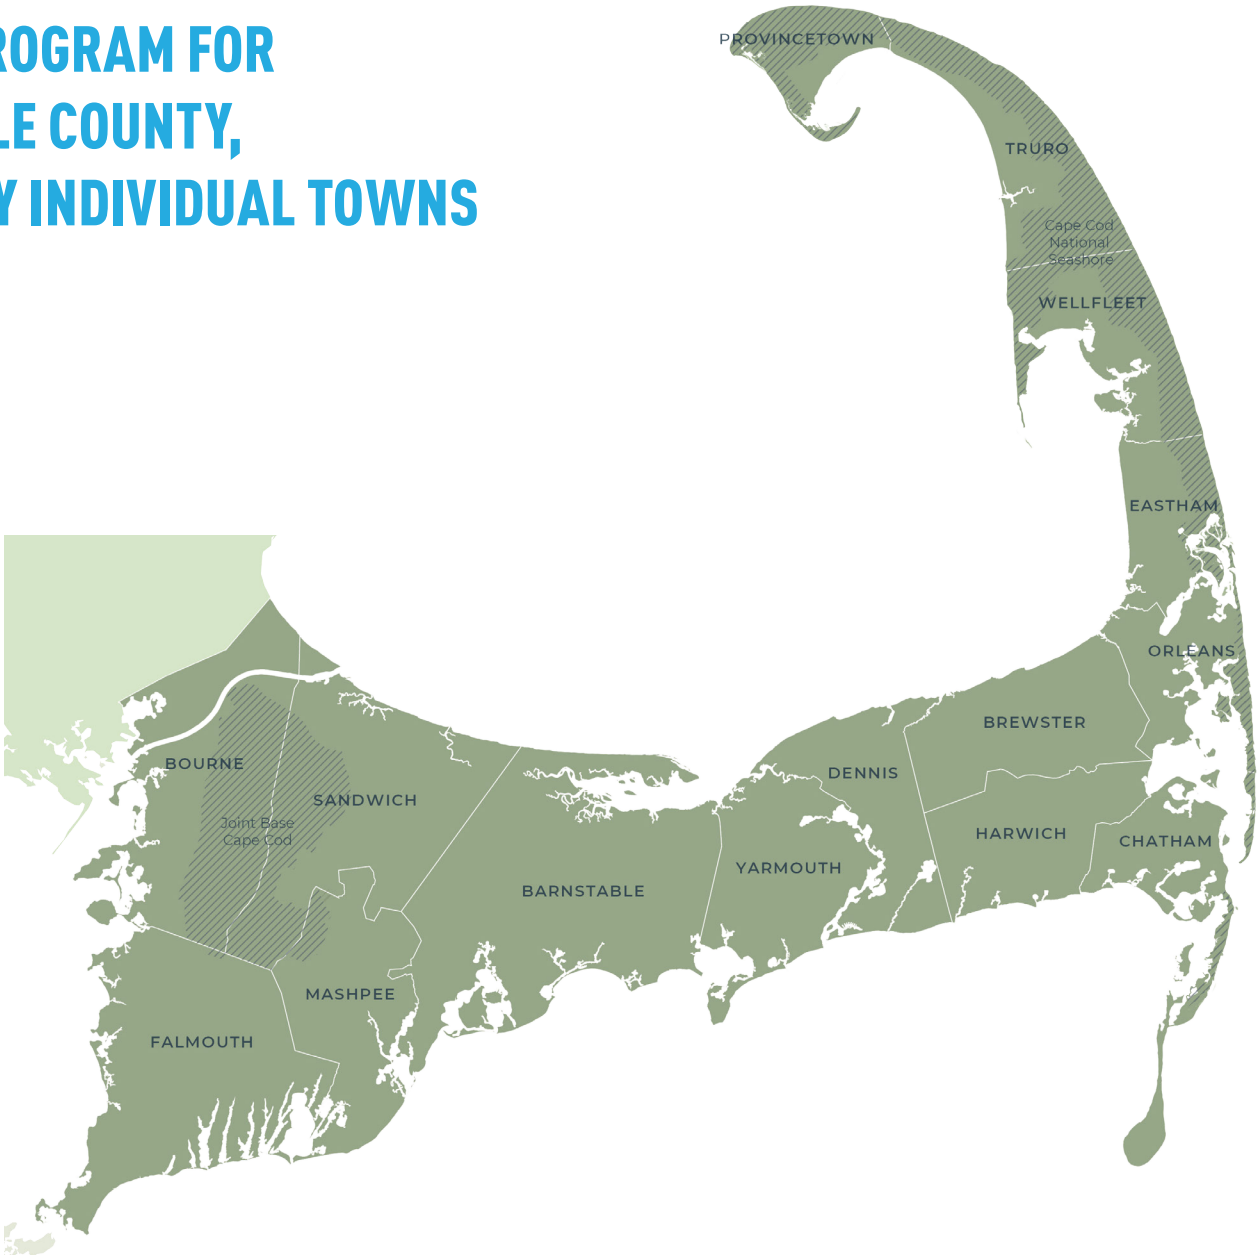 ROGRAM FOR
LE COUNTY,
Y INDIVIDUAL TOWNS
PROVINCETOWN
TRURO
Cape Cod
National
Seashore
WELLFLEET
EASTHAM
ORLEANS
BREWSTER
BOURNE
DENNIS
SANDWICH
Joint Base
Cape Cod
HARWICH
CHATHAM
YARMOUTH
BARNSTABLE
MASHPEE
FALMOUTH